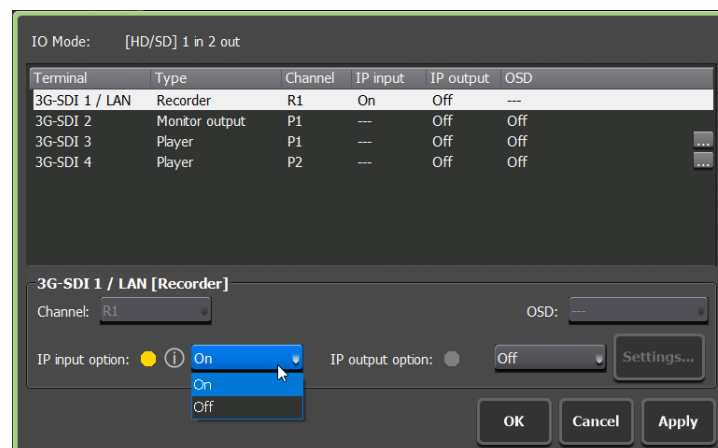 IO Mode: [HD/SD] 1 in 2 out
Terminal Type Channel IP input IP output OSD
3G-SDI 1 / LAN Recorder R1 On Off ---
3G-SDI 2 Monitor output P1 --- Off Off
3G-SDI 3 Player P1 --- Off Off ...
3G-SDI 4 Player P2 --- Off Off ...
3G-SDI 1 / LAN [Recorder]
Channel: R1 OSD: ---
IP input option: On IP output option: Off Settings...
On
Off
OK Cancel Apply